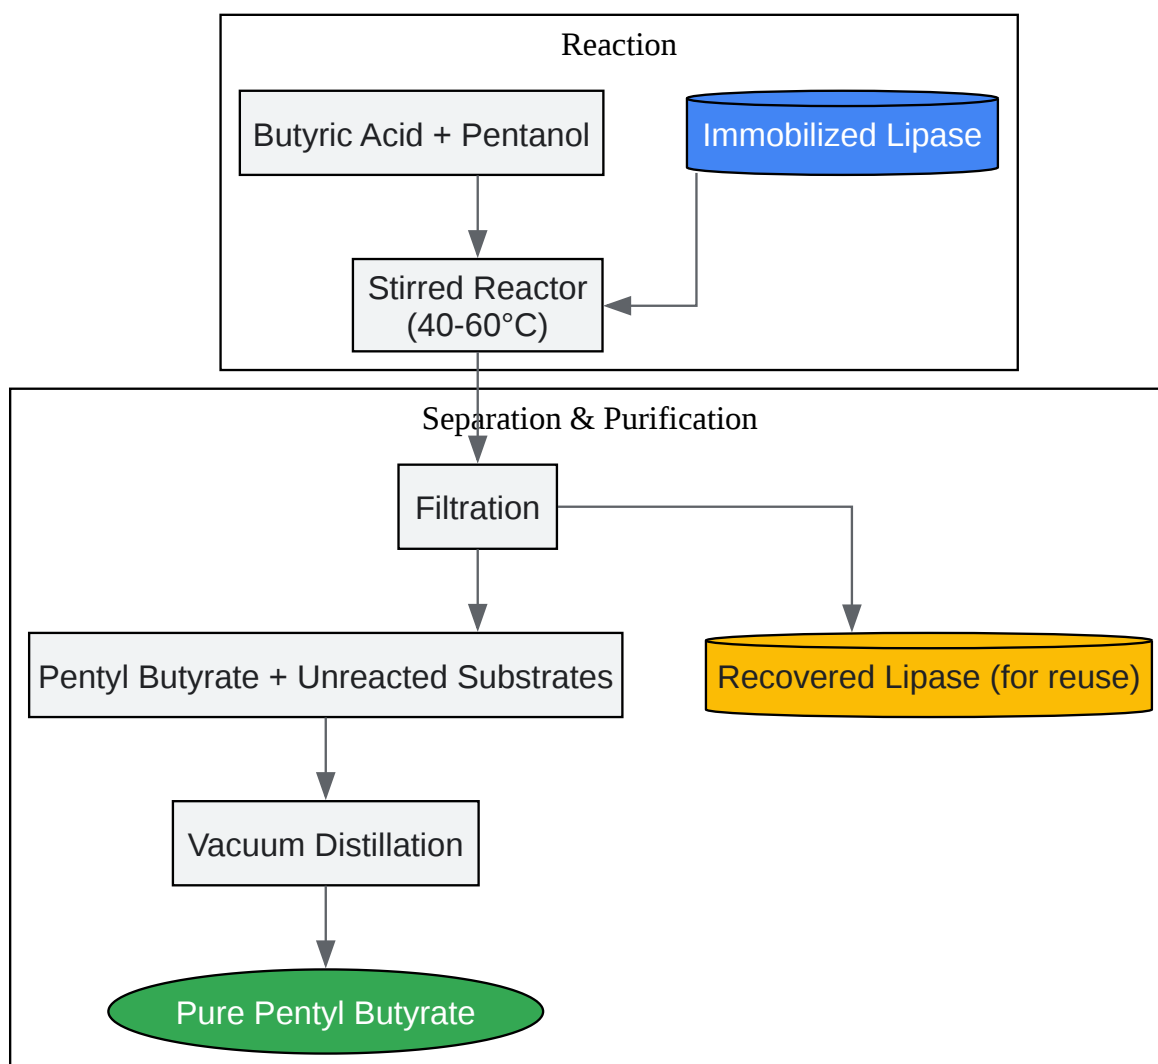 Reaction
Butyric Acid + Pentanol
Immobilized Lipase
Stirred Reactor
(40-60°C)
Separation & Purification
Filtration
Pentyl Butyrate + Unreacted Substrates
Recovered Lipase (for reuse)
Vacuum Distillation
Pure Pentyl Butyrate